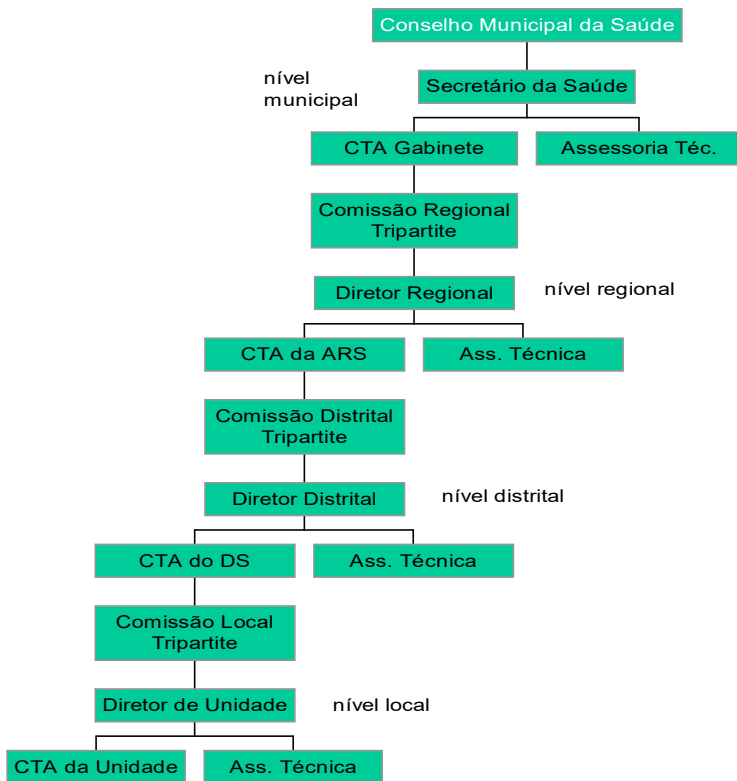 Conselho Municipal da Saúde
nível
municipal
Secretário da Saúde
CTA Gabinete
Assessoria Téc.
Comissão Regional
Tripartite
Diretor Regional
nível regional
CTA da ARS
Ass. Técnica
Comissão Distrital
Tripartite
Diretor Distrital
nível distrital
CTA do DS
Ass. Técnica
Comissão Local
Tripartite
Diretor de Unidade
nível local
CTA da Unidade
Ass. Técnica